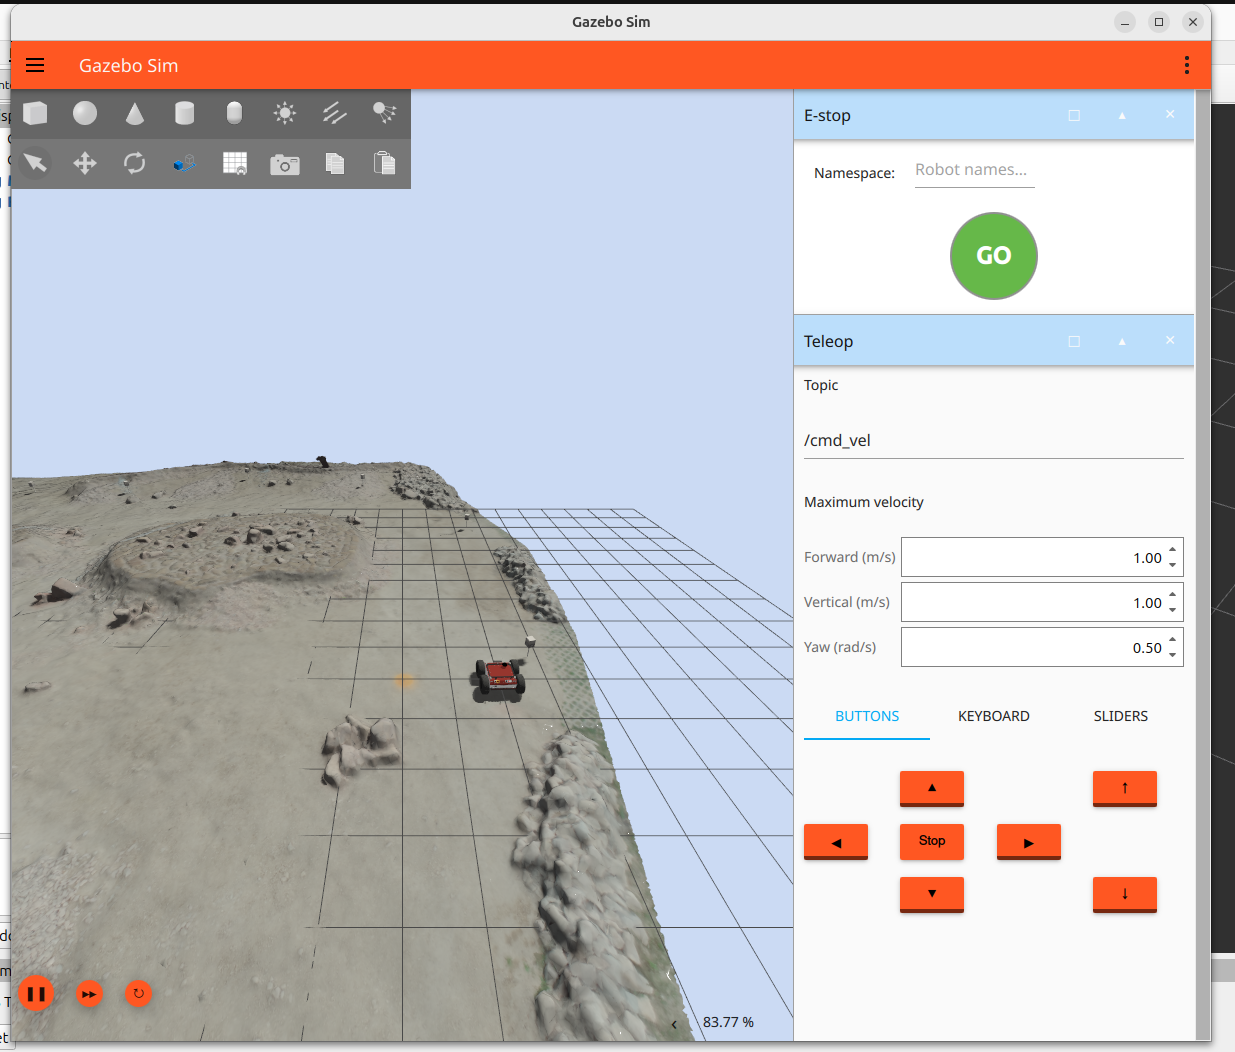 Gazebo Sim
Gazebo Sim
E-stop
Namespace: Robot names...
GO
Teleop
Topic
/cmd_vel
Maximum velocity
Forward (m/s) 1.00
Vertical (m/s) 1.00
Yaw (rad/s) 0.50
BUTTONS KEYBOARD SLIDERS
Stop
83.77 %